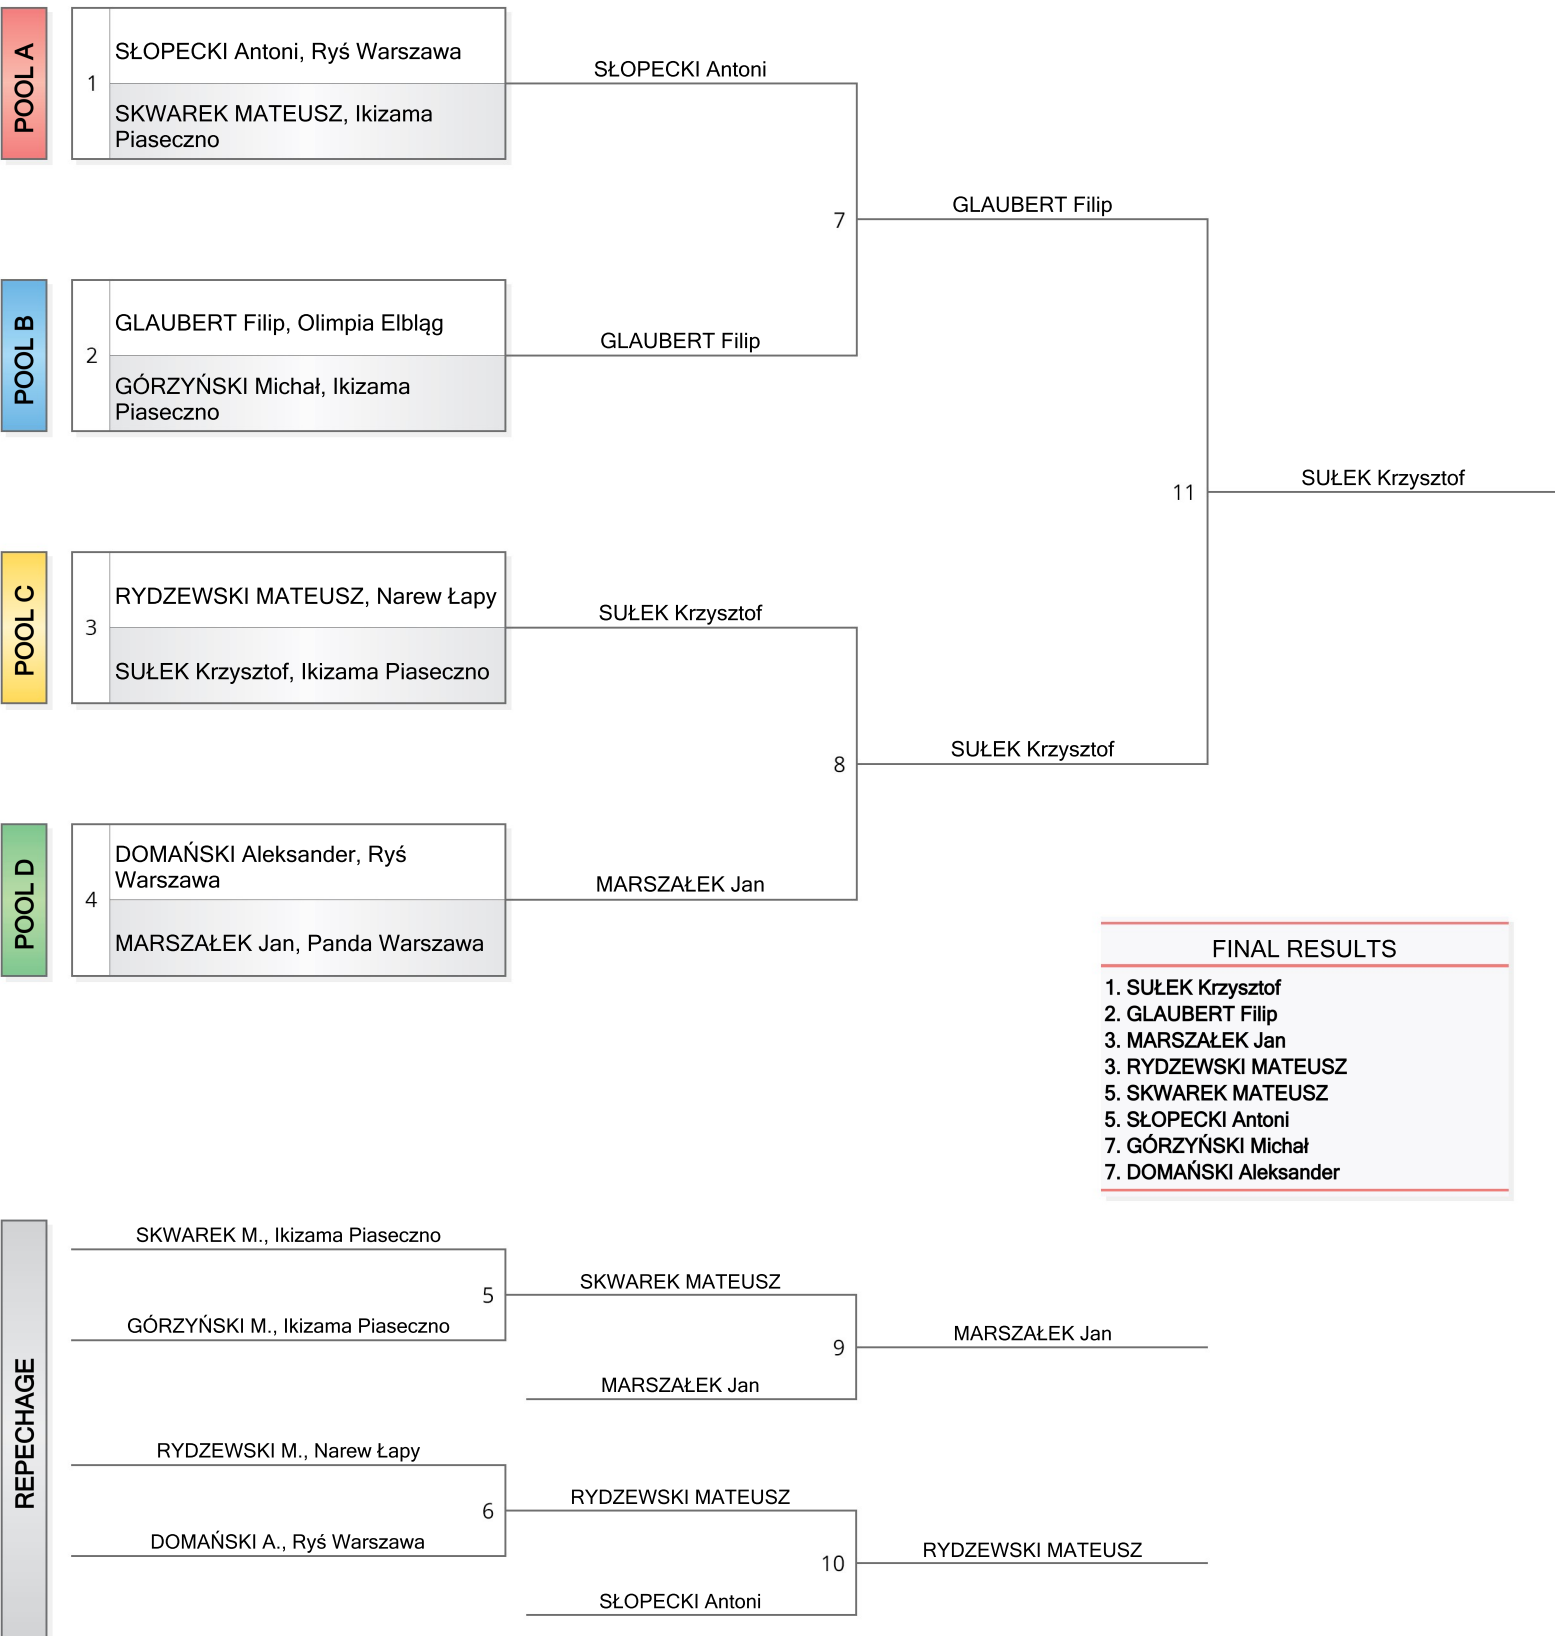 POOL A
1
SŁOPECKI Antoni, Ryś Warszawa
SKWAREK MATEUSZ, Ikizama
Piaseczno
SŁOPECKI Antoni
7
GLAUBERT Filip
POOL B
2
GLAUBERT Filip, Olimpia Elbląg
GÓRZYŃSKI Michał, Ikizama
Piaseczno
GLAUBERT Filip
11
SUŁEK Krzysztof
POOL C
3
RYDZEWSKI MATEUSZ, Narew Łapy
SUŁEK Krzysztof, Ikizama Piaseczno
SUŁEK Krzysztof
8
SUŁEK Krzysztof
POOL D
4
DOMAŃSKI Aleksander, Ryś
Warszawa
MARSZAŁEK Jan, Panda Warszawa
MARSZAŁEK Jan
FINAL RESULTS
1. SUŁEK Krzysztof
2. GLAUBERT Filip
3. MARSZAŁEK Jan
3. RYDZEWSKI MATEUSZ
5. SKWAREK MATEUSZ
5. SŁOPECKI Antoni
7. GÓRZYŃSKI Michał
7. DOMAŃSKI Aleksander
REPECHAGE
SKWAREK M., Ikizama Piaseczno
5
GÓRZYŃSKI M., Ikizama Piaseczno
SKWAREK MATEUSZ
9
MARSZAŁEK Jan
MARSZAŁEK Jan
RYDZEWSKI M., Narew Łapy
6
DOMAŃSKI A., Ryś Warszawa
RYDZEWSKI MATEUSZ
10
SŁOPECKI Antoni
RYDZEWSKI MATEUSZ